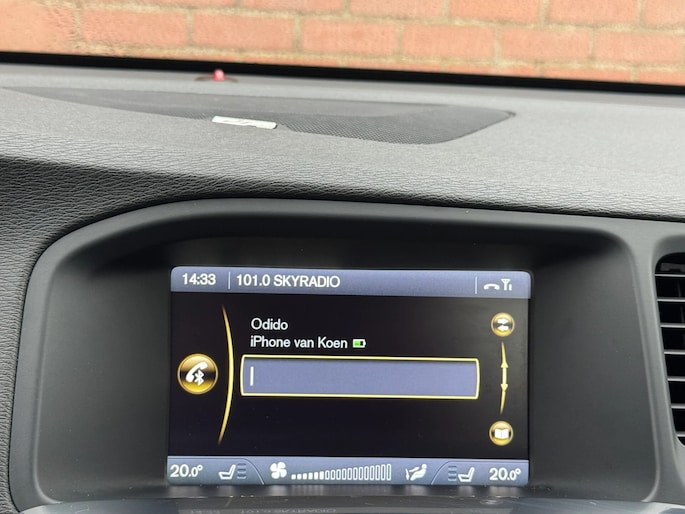 14:33 101.0 SKYRADIO
Odido
iPhone van Koen
20.0° 20.0°